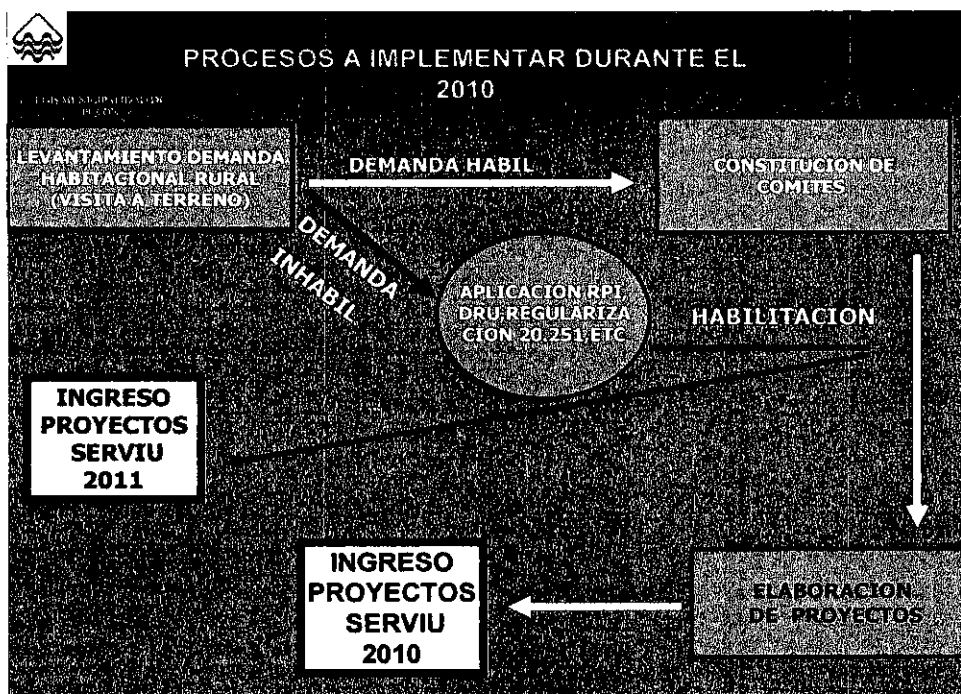 PROCESOS A IMPLEMENTAR DURANTE EL
2010
LEVANTAMIENTO DEMANDA
HABITACIONAL RURAL
(VISITA A TERRENO)
DEMANDA HABIL
CONSTITUCION DE
COMITES
DEMANDA
INHABIL
APLICACION RPI,
DRU,REGULARIZA
CION 20.251,ETC
HABILITACION
INGRESO
PROYECTOS
SERVIU
2011
INGRESO
PROYECTOS
SERVIU
2010
ELABORACION
DE PROYECTOS